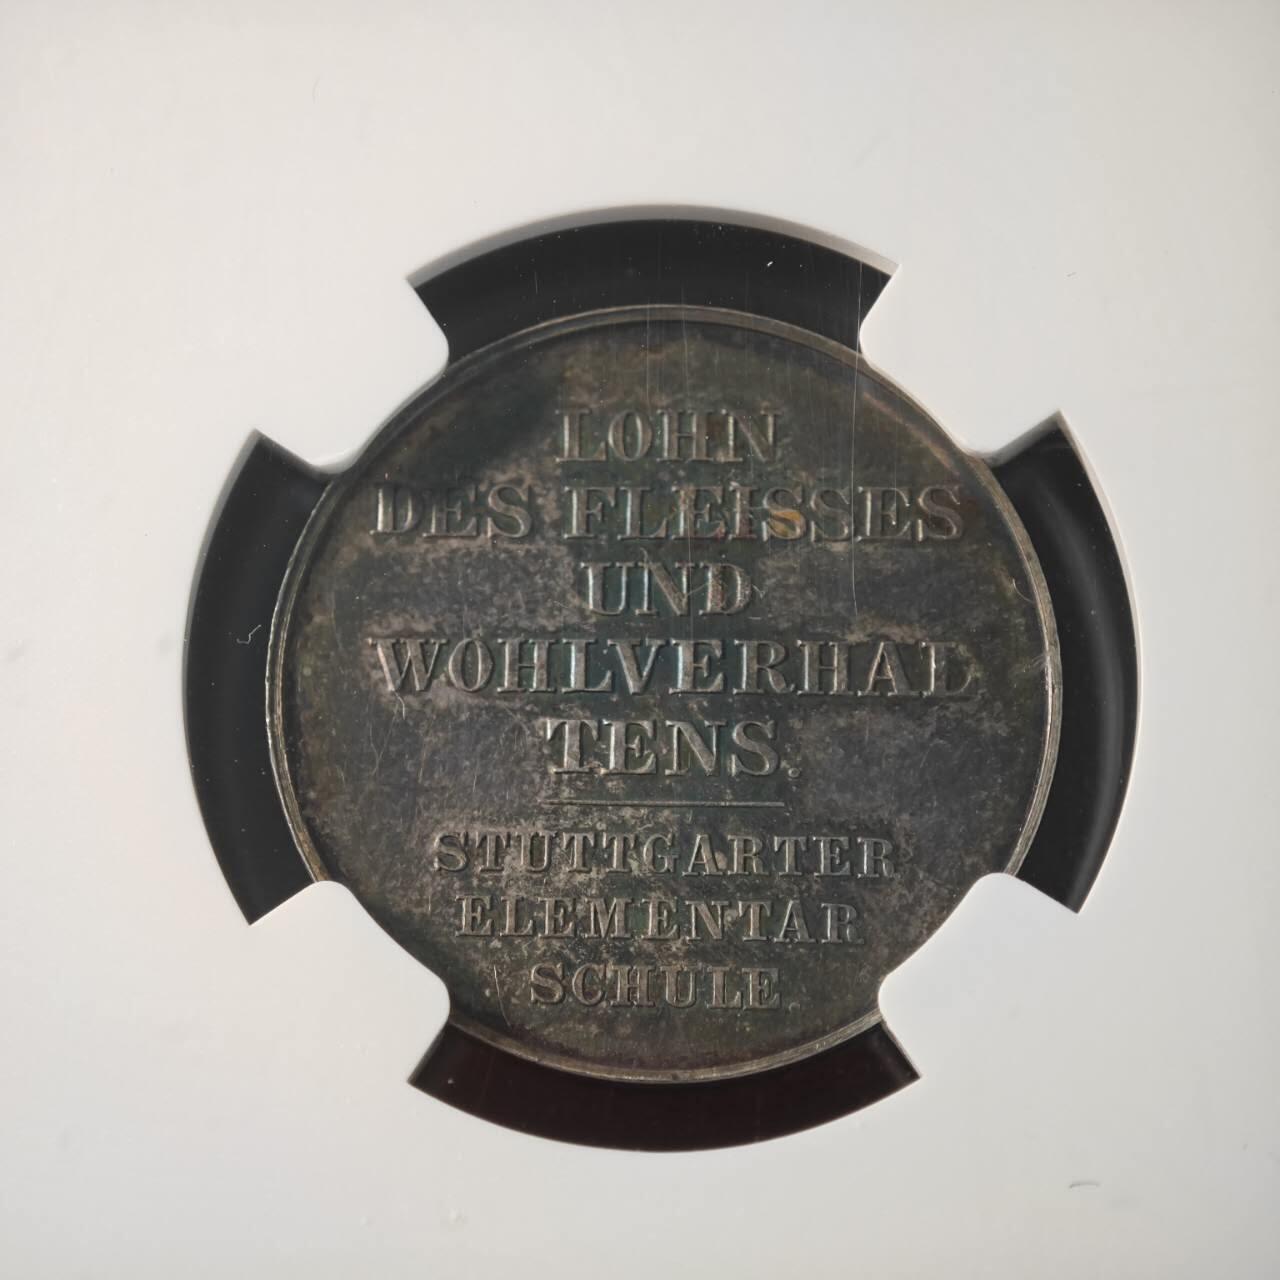 LOHN
DES FLEISSES
UND
WOHLVERHAL
TENS.
STUTTGARTER
ELEMENTAR
SCHULE.